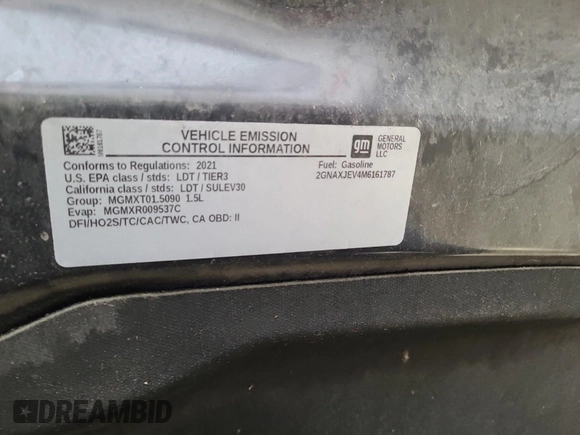 VEHICLE EMISSION
CONTROL INFORMATION
gm
GENERAL
MOTORS
LLC
M6161787
Conforms to Regulations: 2021
Fuel: Gasoline
U.S. EPA class / stds: LDT / TIER3
2GNAXJEV4M6161787
California class / stds: LDT / SULEV30
Group: MGMXT01.5090 1.5L
Evap: MGMXR009537C
DFI/HO2S/TC/CAC/TWC, CA OBD: II
DREAMBID